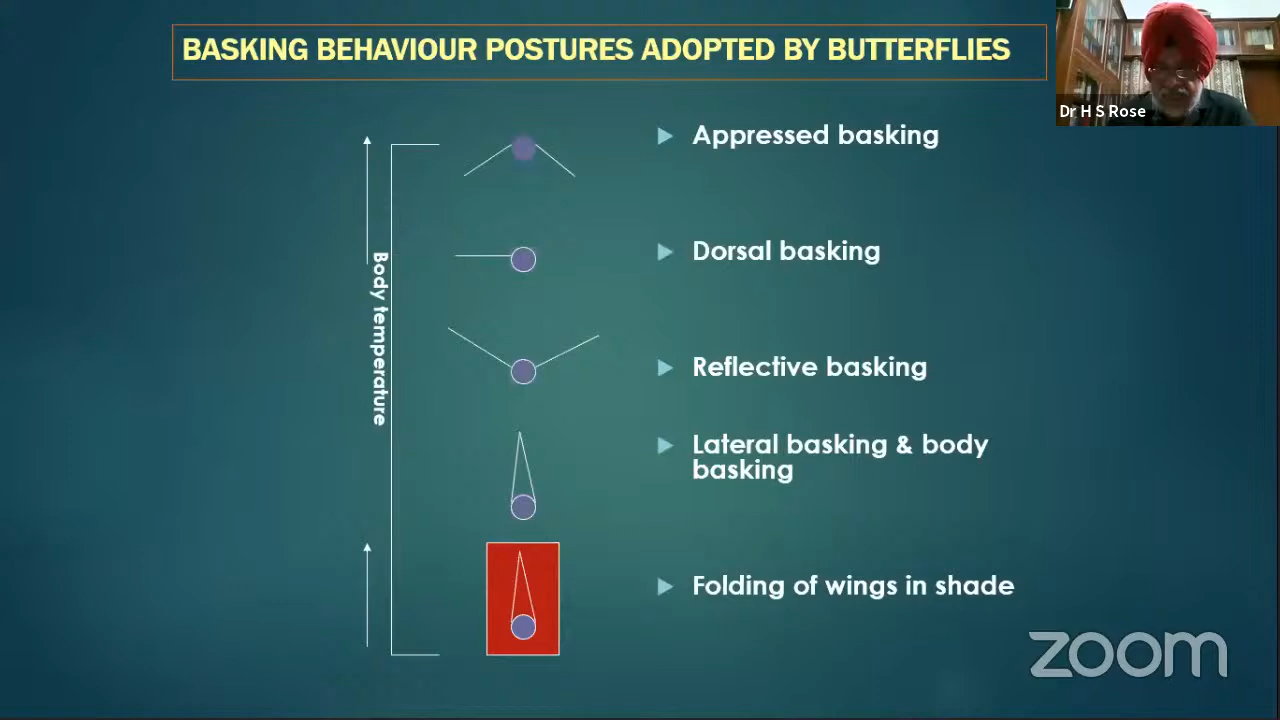 BASKING BEHAVIOUR POSTURES ADOPTED BY BUTTERFLIES
Dr H S Rose
Appressed basking
Dorsal basking
Body temperature
Reflective basking
Lateral basking & body
basking
Folding of wings in shade
zoom